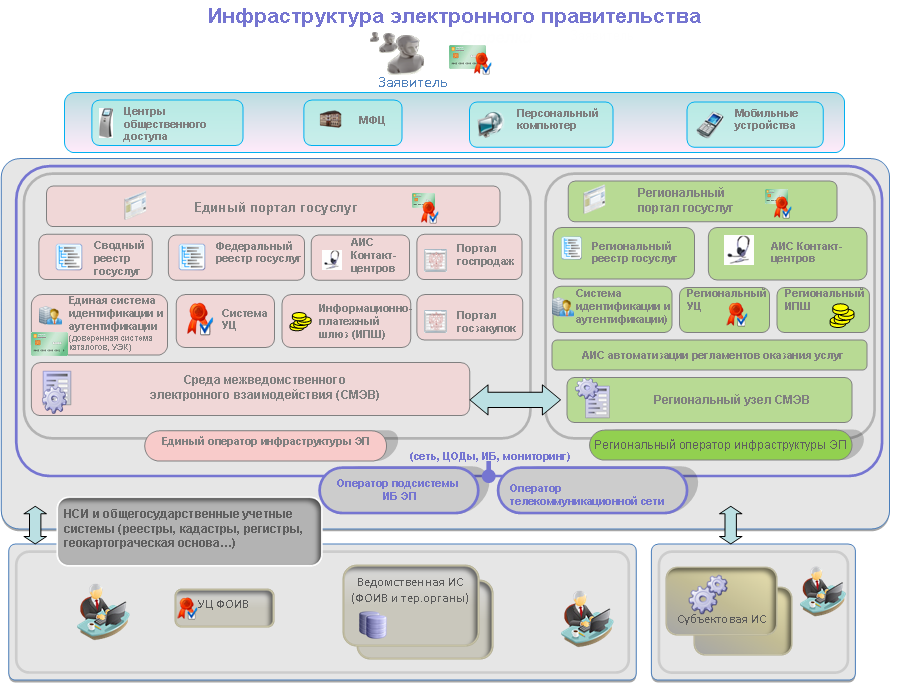 Инфраструктура электронного правительства
Заявитель
Центры
общественного
доступа
МФЦ
Персональный
компьютер
Мобильные
устройства
Единый портал госуслуг
Региональный
портал госуслуг
Сводный
реестр
госуслуг
Федеральный
реестр госуслуг
АИС
Контакт-
центров
Портал
госпродаж
Региональный
реестр госуслуг
АИС Контакт-
центров
Единая система
идентификации и
аутентификации
(доверенная система
каталогов, УЭК)
Система
УЦ
Информационно-
платежный
шлюз (ИПШ)
Портал
госзакупок
Система
идентификации и
аутентификации)
Региональный
УЦ
Региональный
ИПШ
АИС автоматизации регламентов оказания услуг
Среда межведомственного
электронного взаимодействия (СМЭВ)
Региональный узел СМЭВ
Единый оператор инфраструктуры ЭП
Региональный оператор инфраструктуры ЭП
(сеть, ЦОДы, ИБ, мониторинг)
Оператор подсистемы
ИБ ЭП
Оператор
телекоммуникационной сети
НСИ и общегосударственные учетные
системы (реестры, кадастры, регистры,
геокартограческая основа...)
УЦ ФОИВ
Ведомственная ИС
(ФОИВ и тер.органы)
Субъектовая ИС